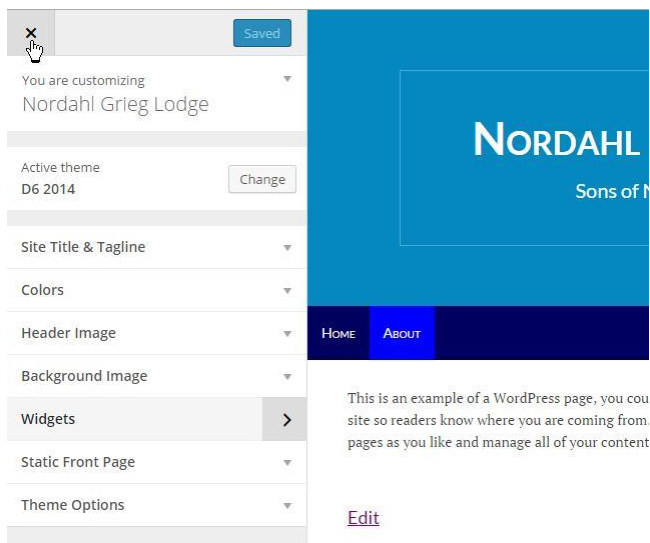 Saved
You are customizing
Nordahl Grieg Lodge
Active theme
D6 2014
Change
Site Title & Tagline
Colors
Header Image
Background Image
Widgets
Static Front Page
Theme Options
NORDAHL
Sons of
HOME ABOUT
This is an example of a WordPress page, you cou
site so readers know where you are coming from.
pages as you like and manage all of your content
Edit